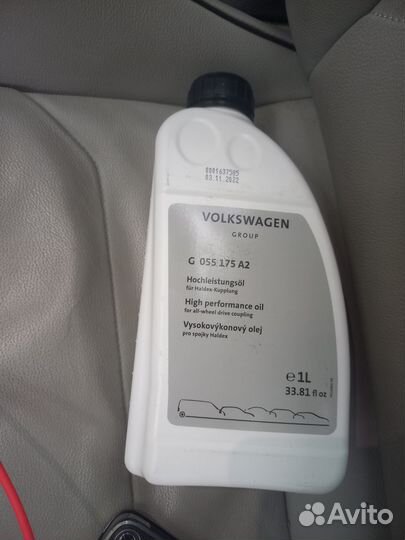 0001637505
03.11.2022
VOLKSWAGEN
GROUP
G 055 175 A2
Hochleistungsöl
für Haldex-Kupplung
High performance oil
for all-wheel drive coupling
Vysokovýkonový olej
pro spojky Haldex
e 1L
33.81 fl oz
Avito